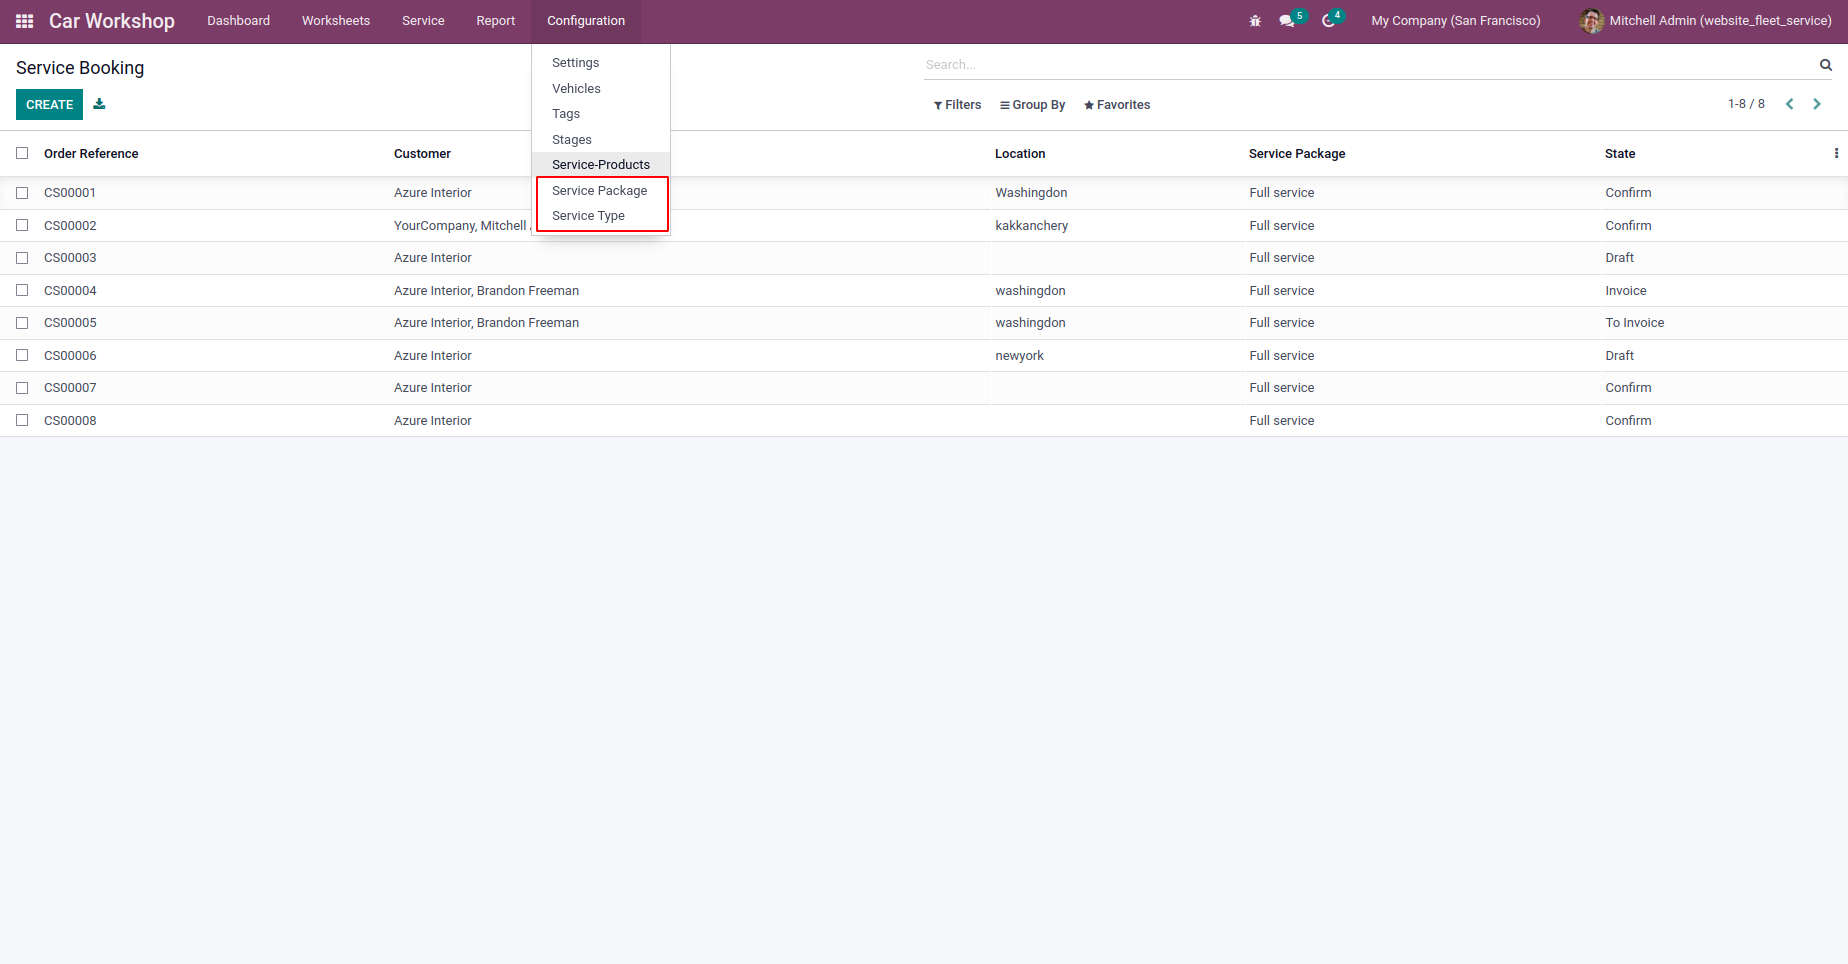 Car Workshop Dashboard Worksheets Service Report Configuration 5 4 My Company (San Francisco) Mitchell Admin (website_fleet_service)
Service Booking
Search...
CREATE
Filters Group By Favorites 1-8 / 8
Settings
Vehicles
Tags
Stages
Service-Products
Service Package
Service Type
Order Reference Customer Location Service Package State
CS00001 Azure Interior Washingdon Full service Confirm
CS00002 YourCompany, Mitchell kakkanchery Full service Confirm
CS00003 Azure Interior Full service Draft
CS00004 Azure Interior, Brandon Freeman washingdon Full service Invoice
CS00005 Azure Interior, Brandon Freeman washingdon Full service To Invoice
CS00006 Azure Interior newyork Full service Draft
CS00007 Azure Interior Full service Confirm
CS00008 Azure Interior Full service Confirm